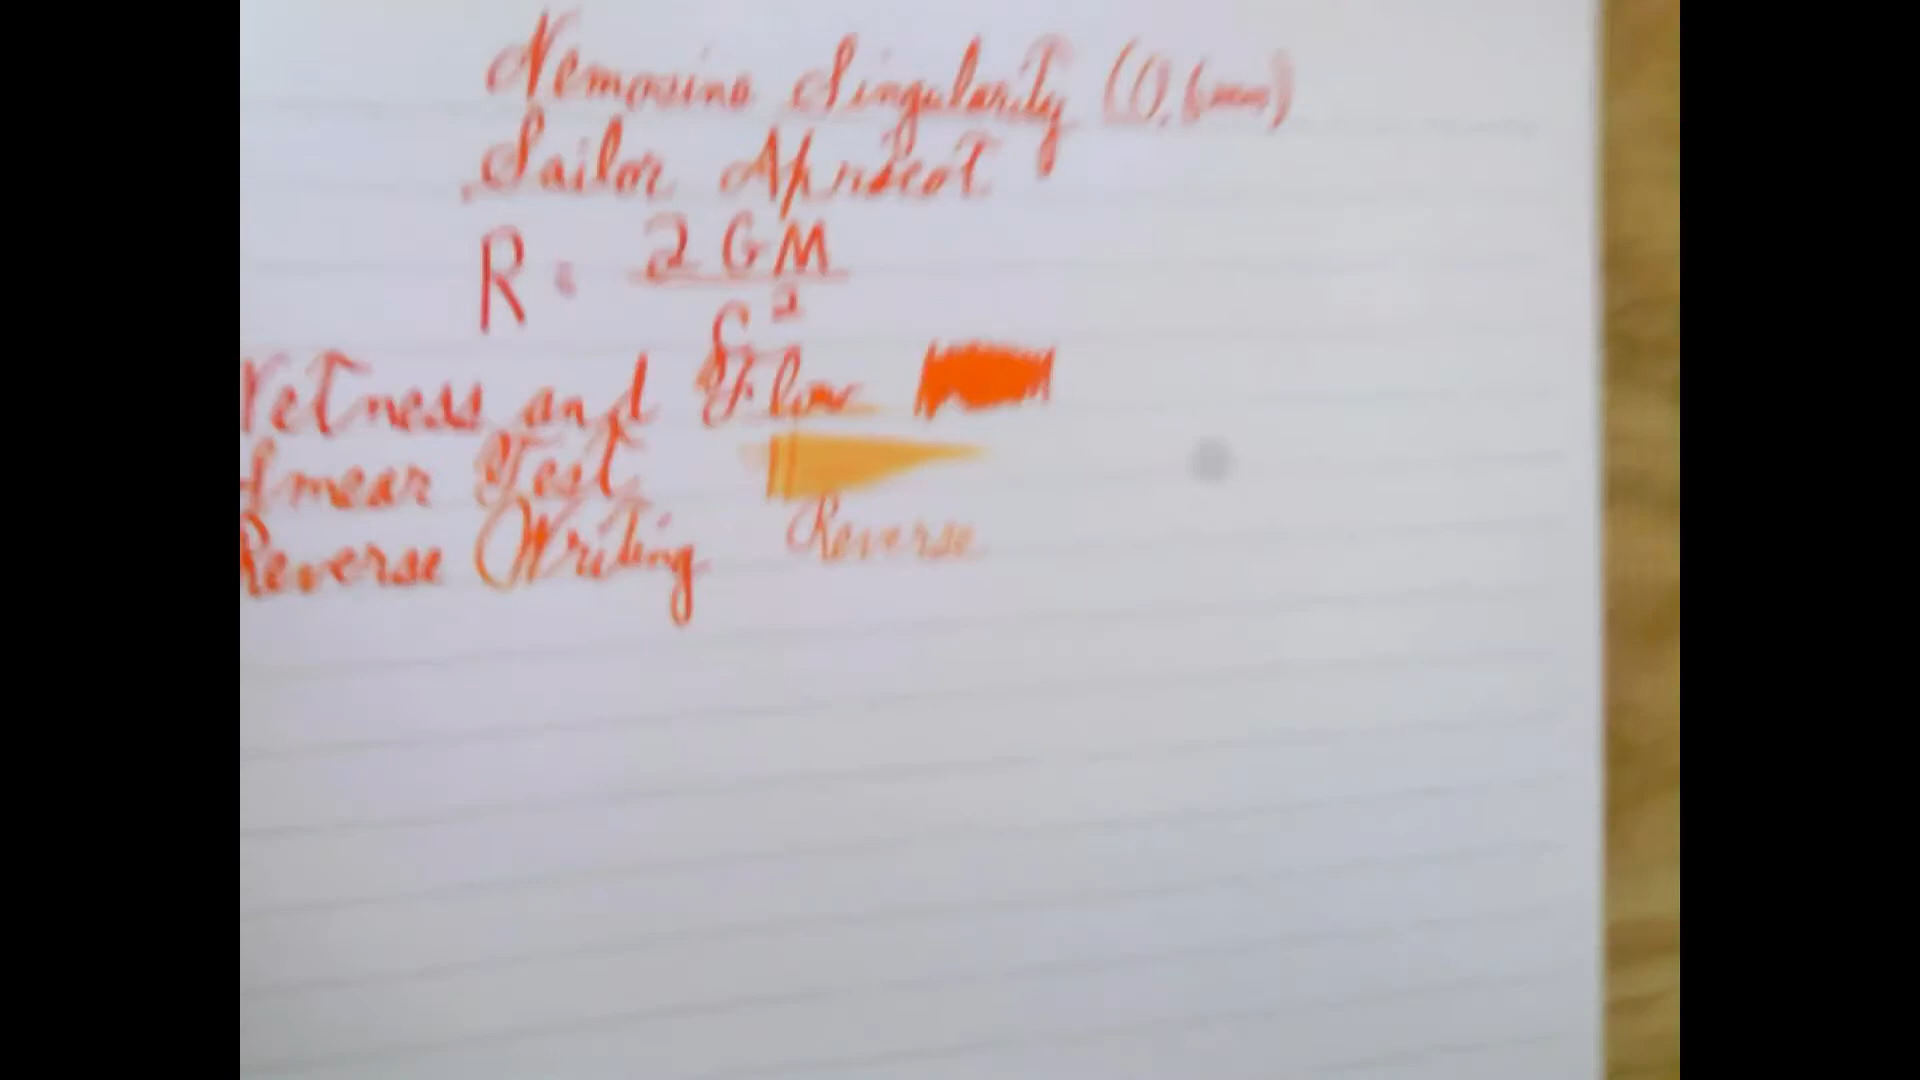 Nemosine Singularity (0.6mm)
Sailor Apricot
R = 2GM
c²
Wetness and Flow
Smear Test
Reverse Writing Reverse